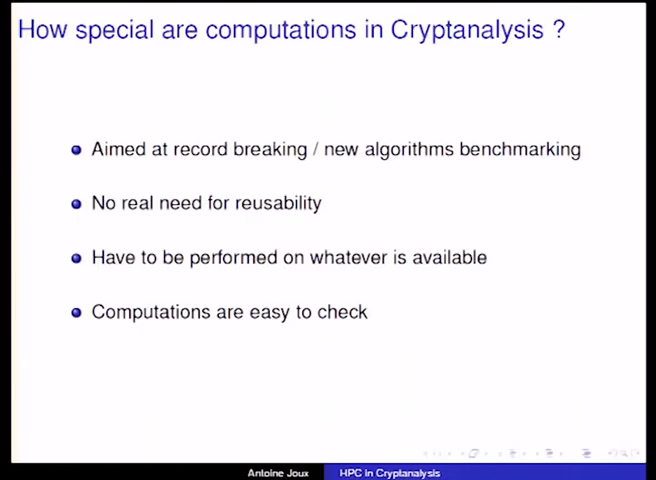 How special are computations in Cryptanalysis ?
Aimed at record breaking / new algorithms benchmarking
No real need for reusability
Have to be performed on whatever is available
Computations are easy to check
Antoine Joux
HPC in Cryptanalysis